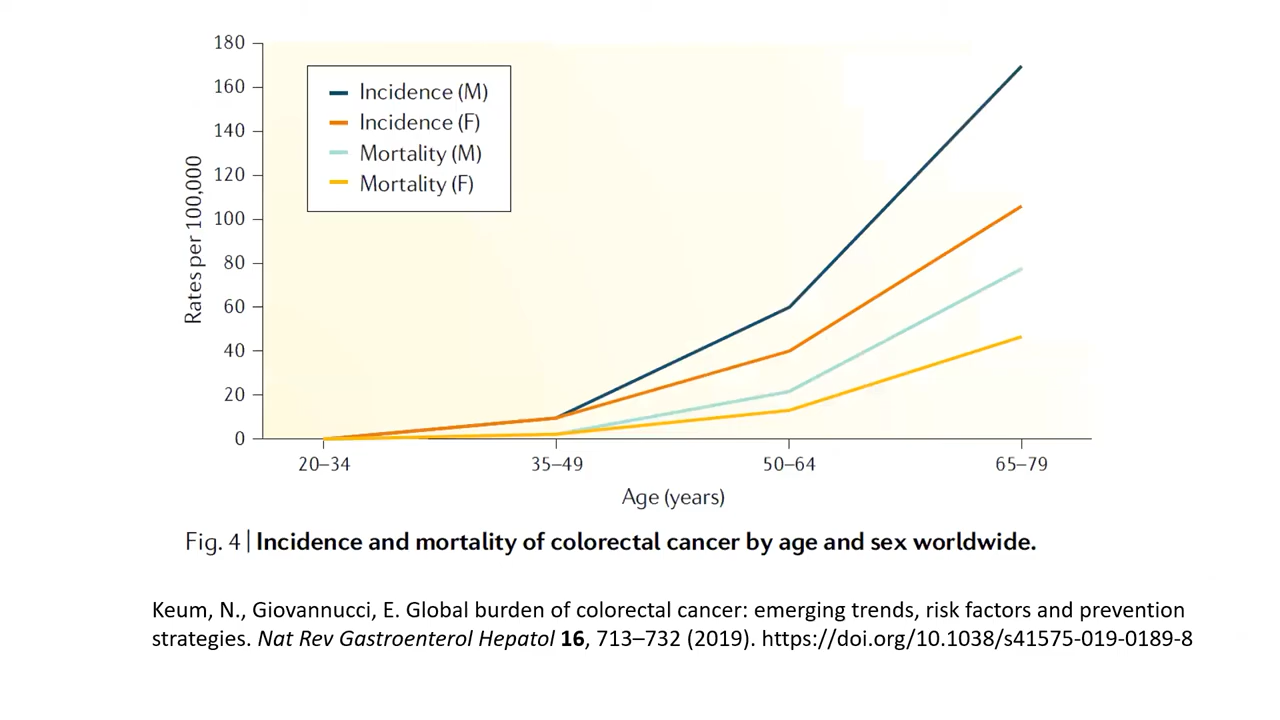 180
160
140
120
100
80
60
40
20
0
Rates per 100,000
Incidence (M)
Incidence (F)
Mortality (M)
Mortality (F)
20–34 35–49 50–64 65–79
Age (years)
Fig. 4 | Incidence and mortality of colorectal cancer by age and sex worldwide.
Keum, N., Giovannucci, E. Global burden of colorectal cancer: emerging trends, risk factors and prevention
strategies. Nat Rev Gastroenterol Hepatol 16, 713–732 (2019). https://doi.org/10.1038/s41575-019-0189-8